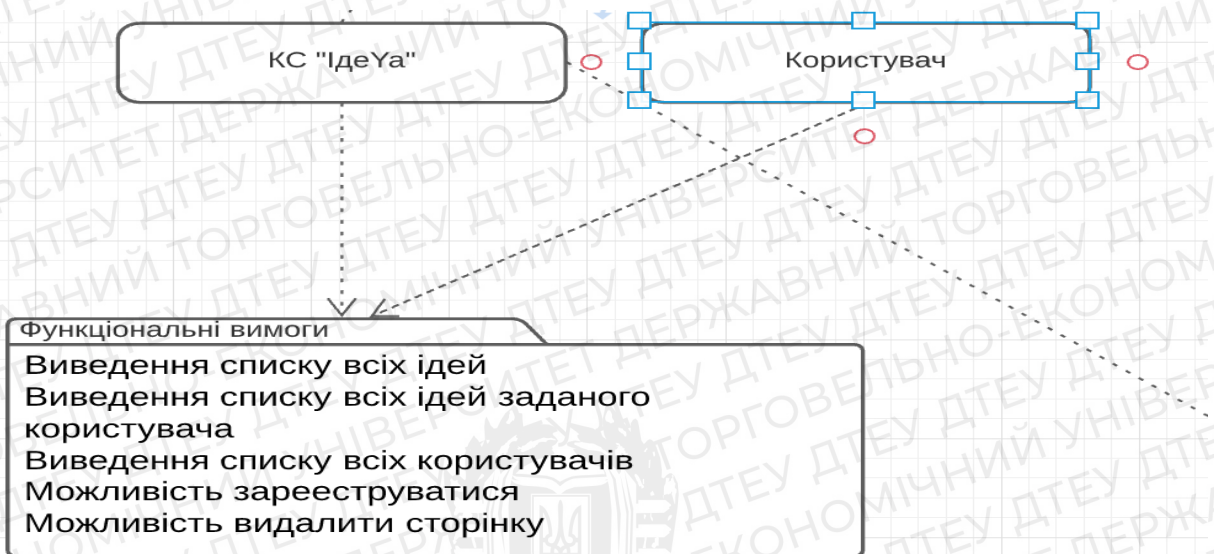 КС "ІдеYa"
Користувач
Функціональні вимоги
Виведення списку всіх ідей
Виведення списку всіх ідей заданого
користувача
Виведення списку всіх користувачів
Можливість зареєструватися
Можливість видалити сторінку